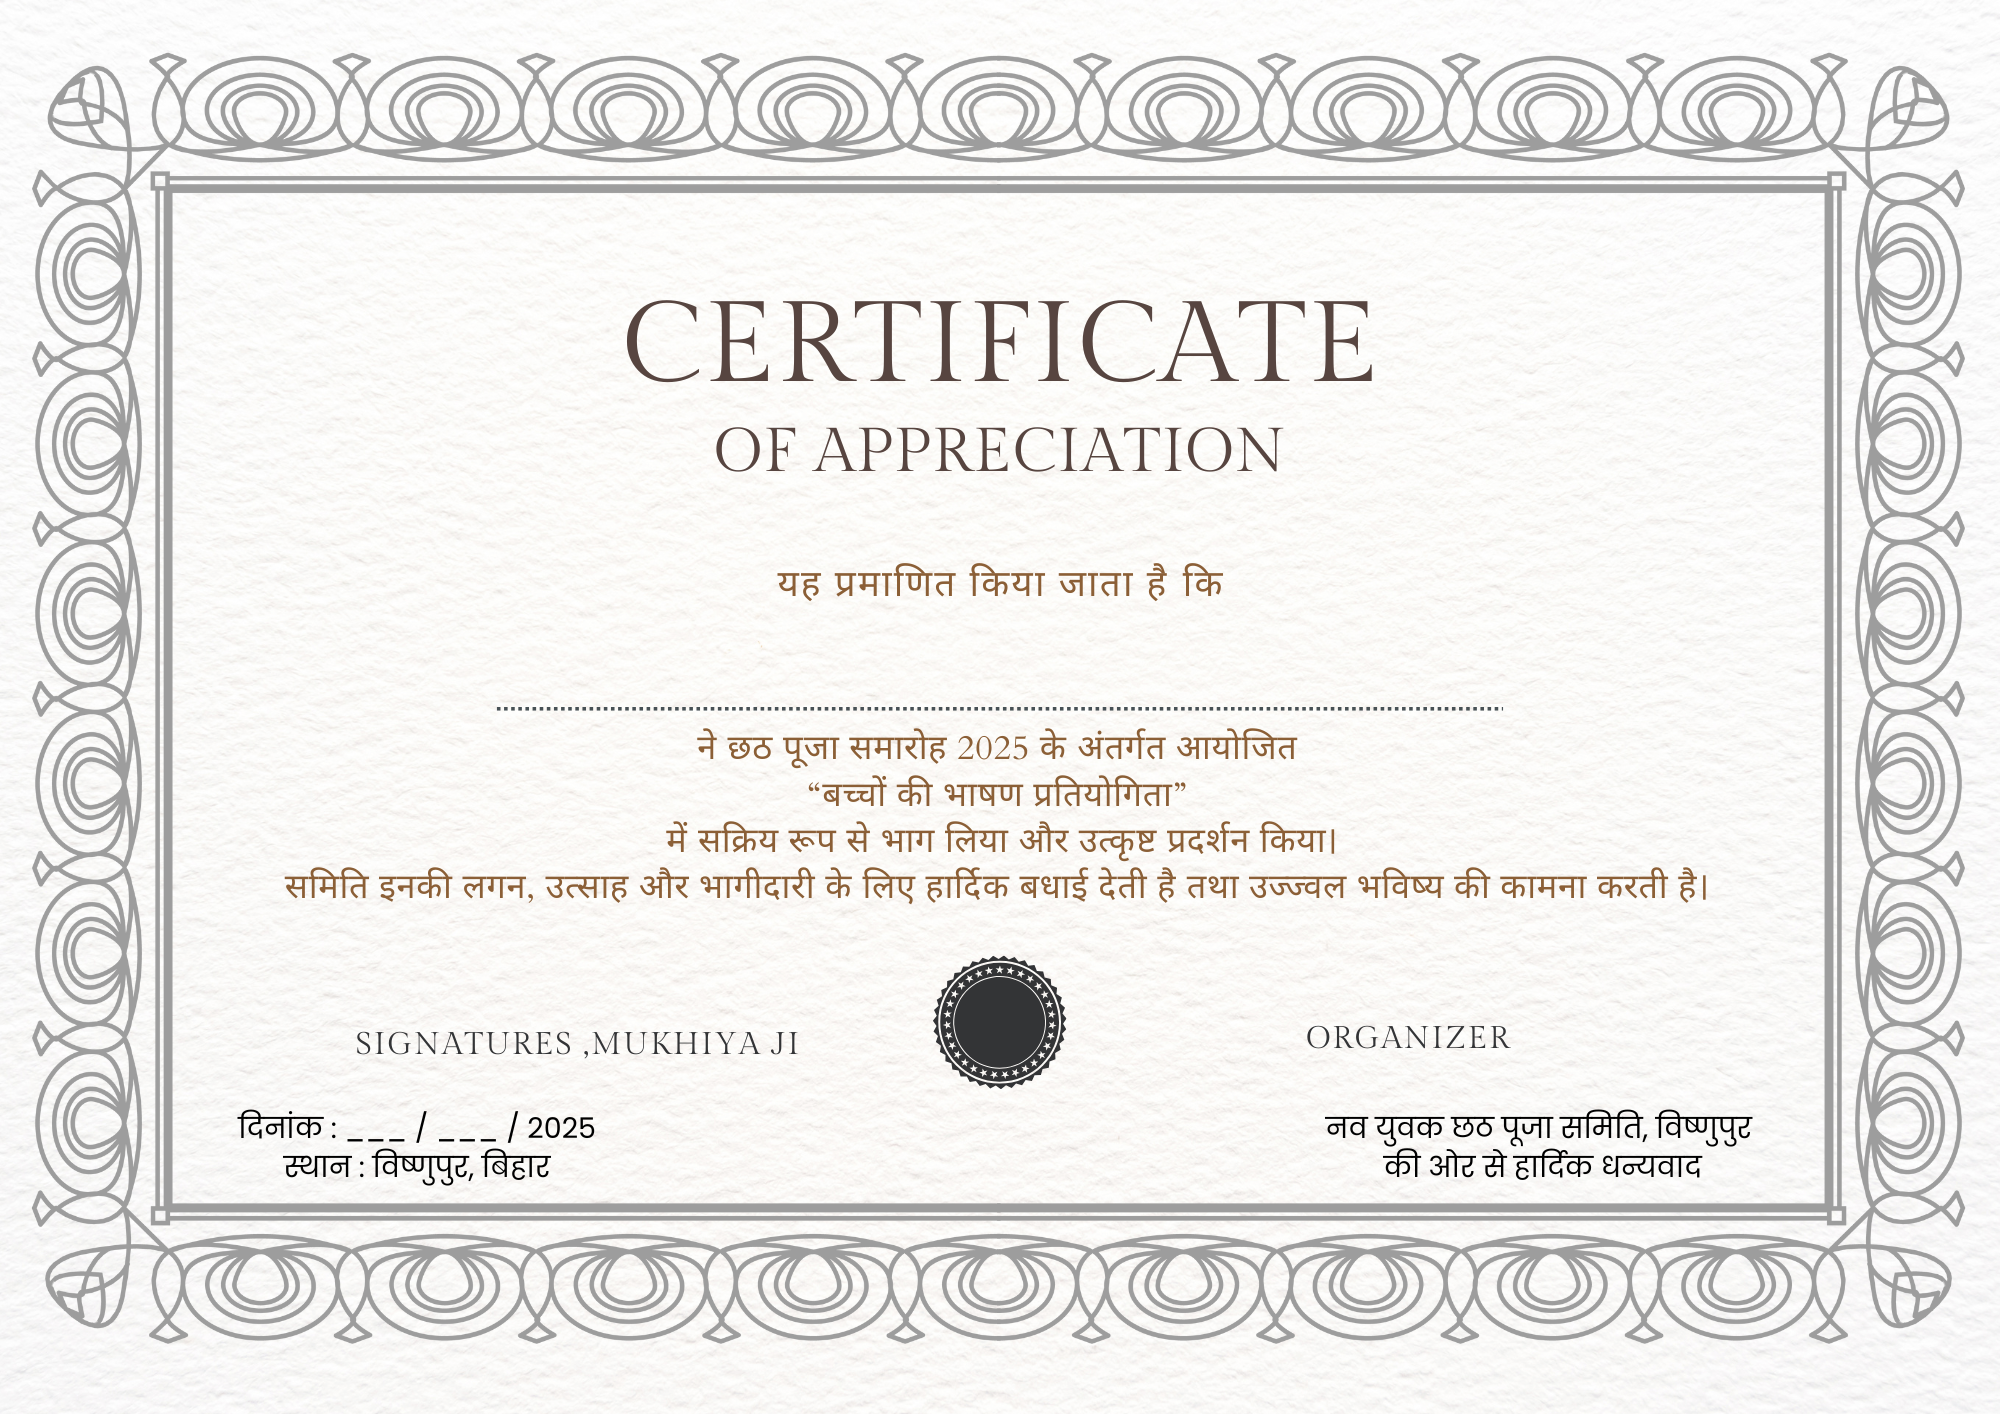 CERTIFICATE
OF APPRECIATION
यह प्रमाणित किया जाता है कि
ने छठ पूजा समारोह 2025 के अंतर्गत आयोजित
“बच्चों की भाषण प्रतियोगिता”
में सक्रिय रूप से भाग लिया और उत्कृष्ट प्रदर्शन किया।
समिति इनकी लगन, उत्साह और भागीदारी के लिए हार्दिक बधाई देती है तथा उज्ज्वल भविष्य की कामना करती है।
SIGNATURES ,MUKHIYA JI
ORGANIZER
दिनांक : ___ / ___ / 2025
स्थान : विष्णुपुर, बिहार
नव युवक छठ पूजा समिति, विष्णुपुर
की ओर से हार्दिक धन्यवाद